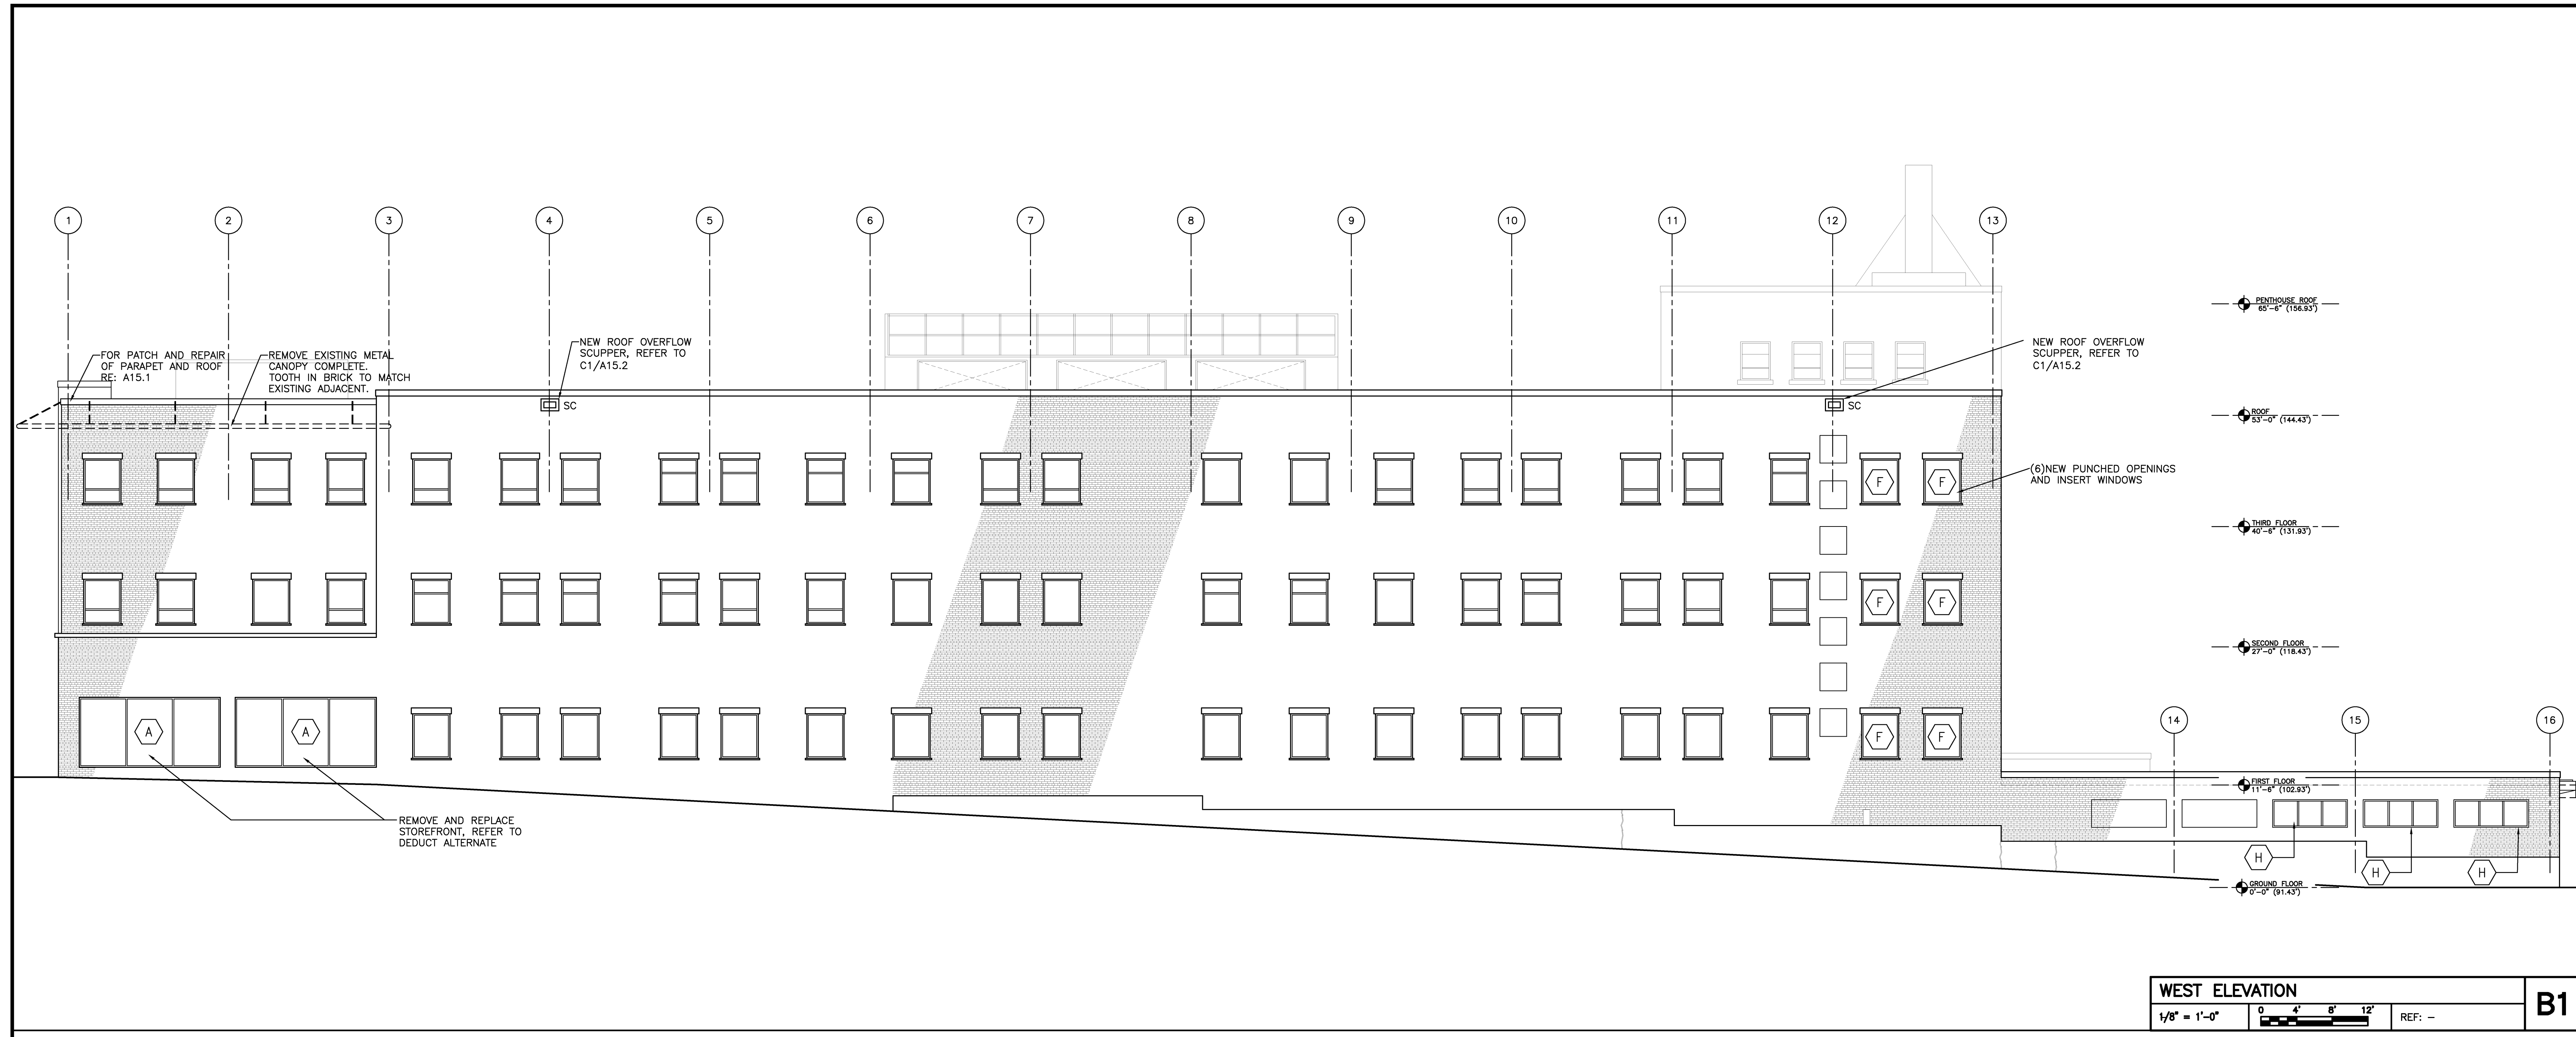 1
2
3
4
5
6
7
8
9
10
11
12
13
PENTHOUSE ROOF
65'-6" (156.93')
FOR PATCH AND REPAIR
OF PARAPET AND ROOF
RE: A15.1
REMOVE EXISTING METAL
CANOPY COMPLETE.
TOOTH IN BRICK TO MATCH
EXISTING ADJACENT.
NEW ROOF OVERFLOW
SCUPPER, REFER TO
C1/A15.2
NEW ROOF OVERFLOW
SCUPPER, REFER TO
C1/A15.2
SC
SC
ROOF
53'-0" (144.43')
F
F
(6)NEW PUNCHED OPENINGS
AND INSERT WINDOWS
THIRD FLOOR
40'-6" (131.93')
F
F
SECOND FLOOR
27'-0" (118.43')
A
A
F
F
14
15
16
FIRST FLOOR
11'-6" (102.93')
REMOVE AND REPLACE
STOREFRONT, REFER TO
DEDUCT ALTERNATE
H
H
H
GROUND FLOOR
0'-0" (91.43')
WEST ELEVATION
1/8" = 1'-0"
0 4' 8' 12'
REF: -
B1